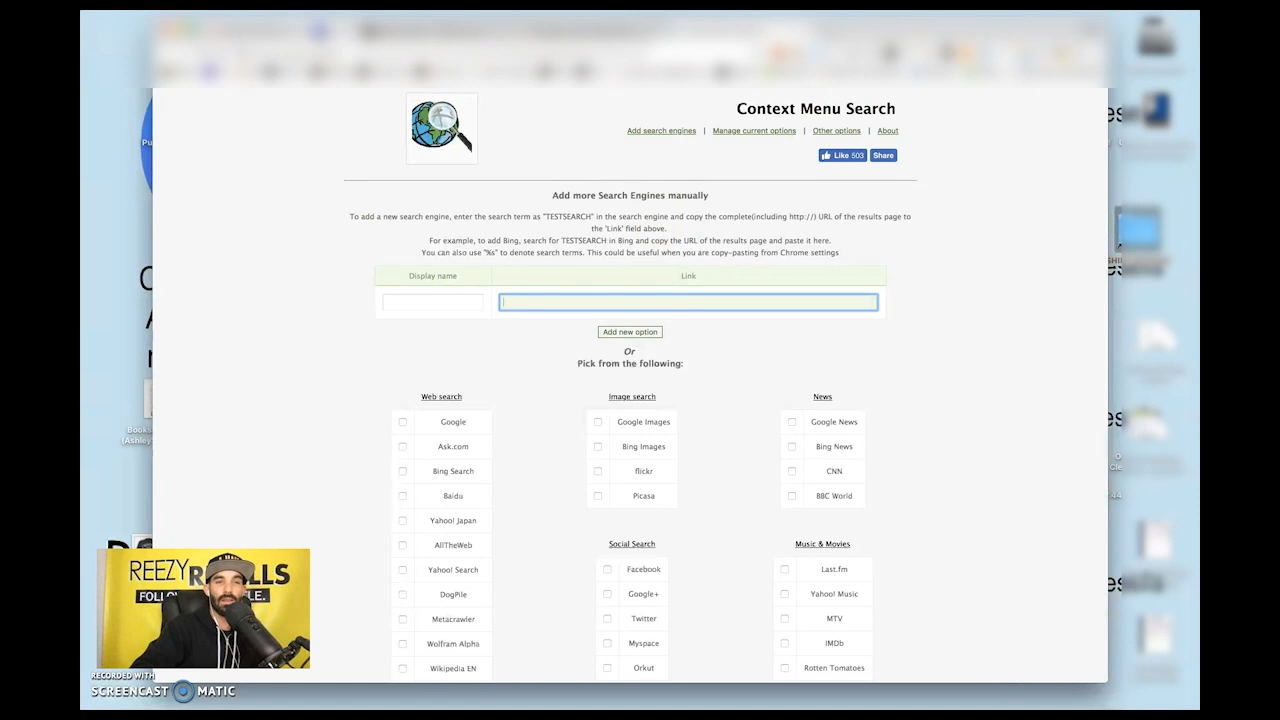 Context Menu Search
Add search engines | Manage current options | Other options | About
Like 503 Share
Add more Search Engines manually
To add a new search engine, enter the search term as "TESTSEARCH" in the search engine and copy the complete(including http://) URL of the results page to
the 'Link' field above.
For example, to add Bing, search for TESTSEARCH in Bing and copy the URL of the results page and paste it here.
You can also use "%s" to denote search terms. This could be useful when you are copy-pasting from Chrome settings
Display name Link
Add new option
Or
Pick from the following:
Web search
Google
Ask.com
Bing Search
Baidu
Yahoo! Japan
AllTheWeb
Yahoo! Search
DogPile
Metacrawler
Wolfram Alpha
Wikipedia EN
Image search
Google Images
Bing Images
flickr
Picasa
Social Search
Facebook
Google+
Twitter
Myspace
Orkut
News
Google News
Bing News
CNN
BBC World
Music & Movies
Last.fm
Yahoo! Music
MTV
IMDb
Rotten Tomatoes
Books
(Ashley
REEZY
RECORDED WITH
SCREENCAST MATIC